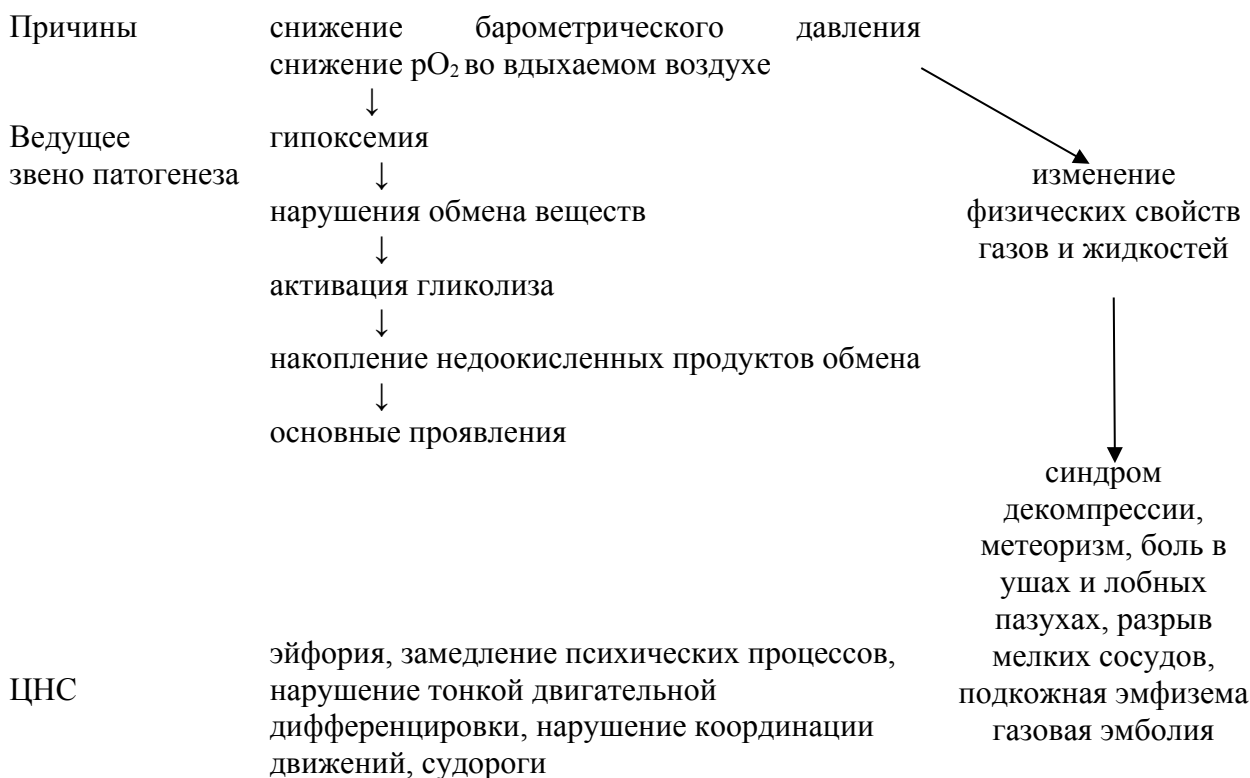 Причины снижение барометрического давления
снижение pO₂ во вдыхаемом воздухе
↓
Ведущее гипоксемия
звено патогенеза ↓
нарушения обмена веществ
↓
активация гликолиза
↓
накопление недоокисленных продуктов обмена
↓
основные проявления
изменение
физических свойств
газов и жидкостей
синдром
декомпрессии,
метеоризм, боль в
ушах и лобных
пазухах, разрыв
мелких сосудов,
подкожная эмфизема
газовая эмболия
эйфория, замедление психических процессов,
ЦНС нарушение тонкой двигательной
дифференцировки, нарушение координации
движений, судороги